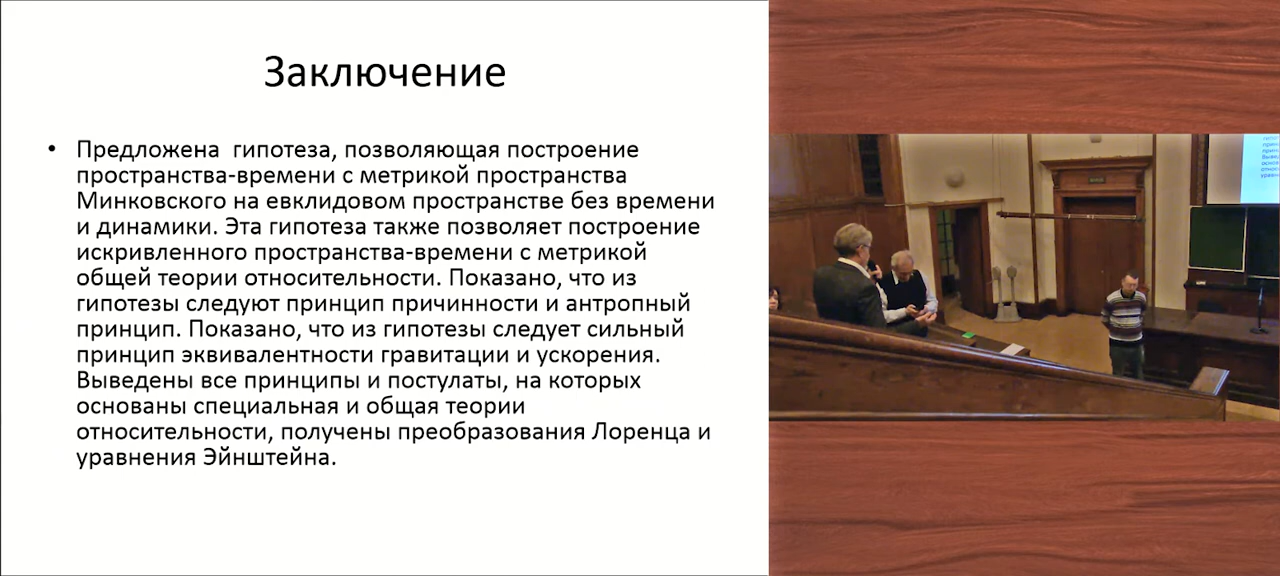 Заключение
• Предложена  гипотеза, позволяющая построение
пространства-времени с метрикой пространства
Минковского на евклидовом пространстве без времени
и динамики. Эта гипотеза также позволяет построение
искривленного пространства-времени с метрикой
общей теории относительности. Показано, что из
гипотезы следуют принцип причинности и антропный
принцип. Показано, что из гипотезы следует сильный
принцип эквивалентности гравитации и ускорения.
Выведены все принципы и постулаты, на которых
основаны специальная и общая теории
относительности, получены преобразования Лоренца и
уравнения Эйнштейна.